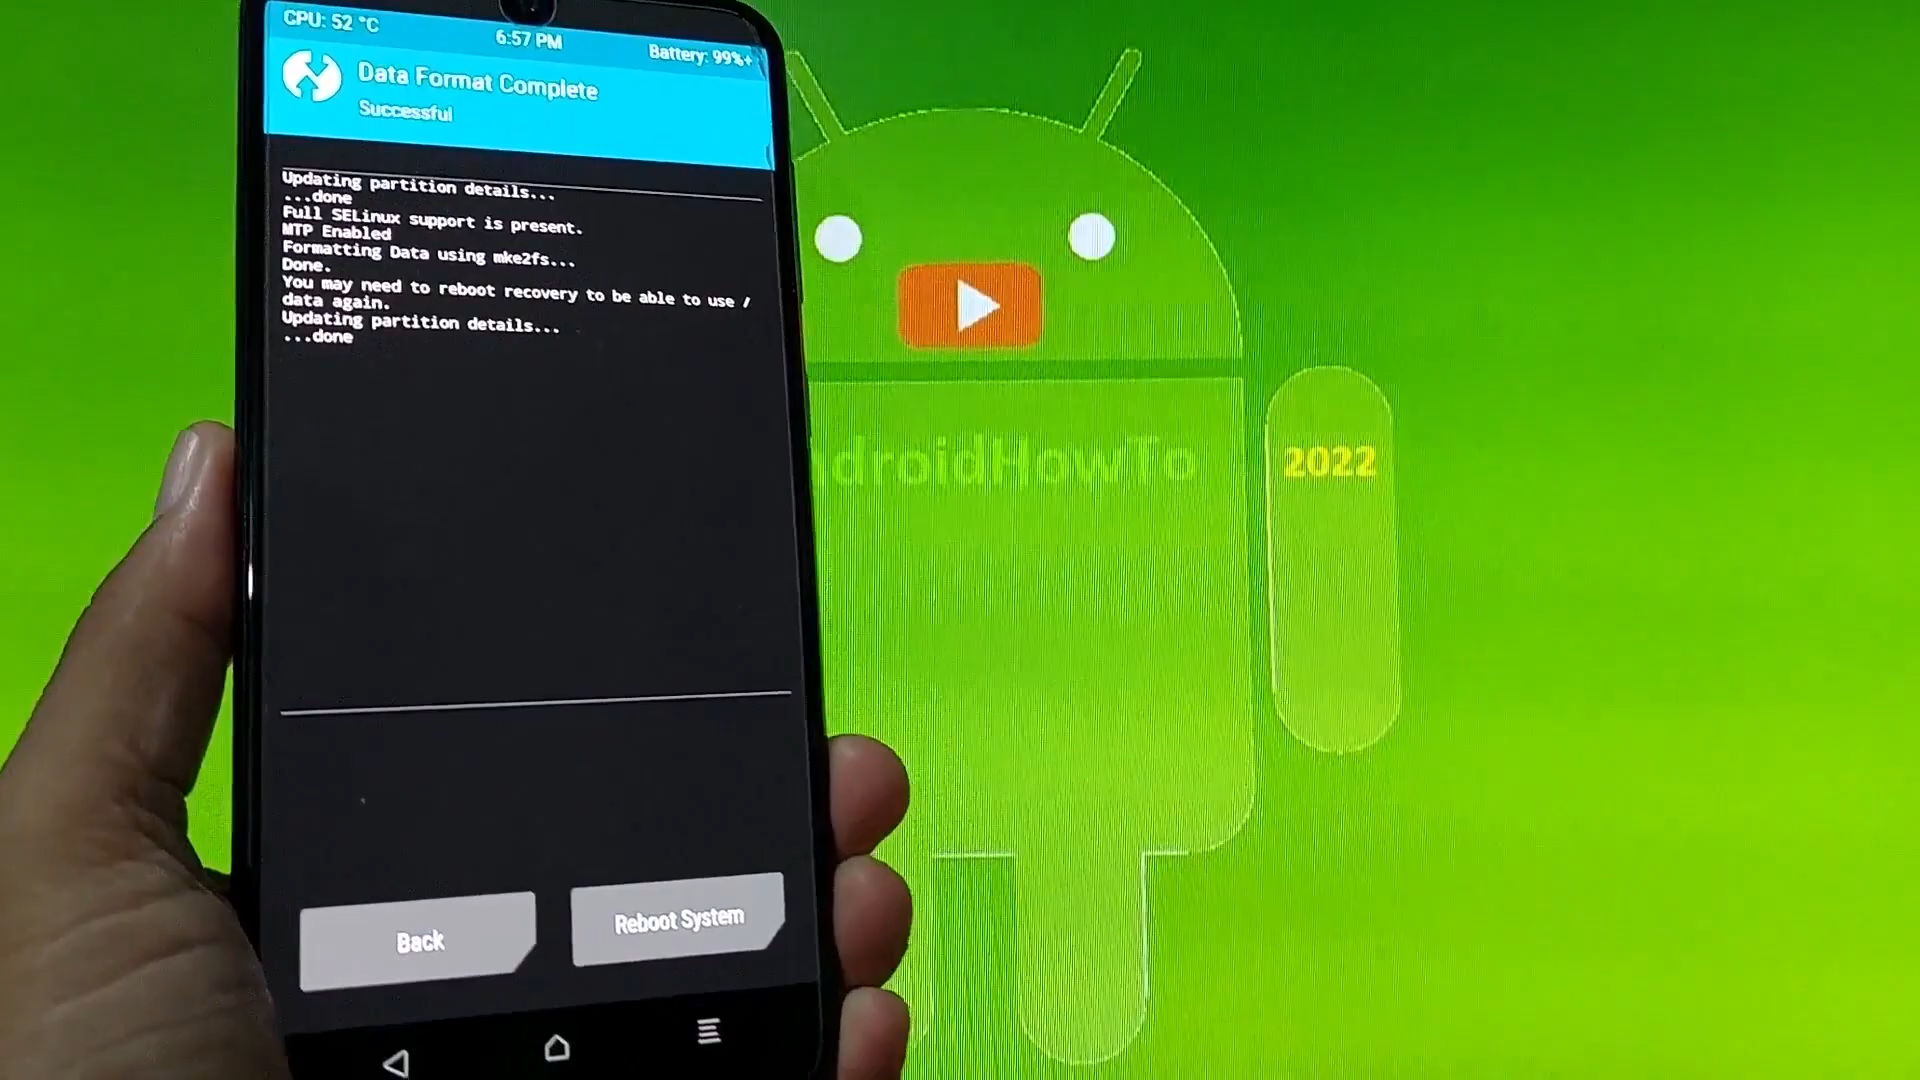 CPU: 52 °C
6:57 PM
Battery: 99%+
Data Format Complete
Successful
Updating partition details...
...done
Full SELinux support is present.
MTP Enabled
Formatting Data using mke2fs...
Done.
You may need to reboot recovery to be able to use /
data again.
Updating partition details...
...done
Back
Reboot System
droidHowTo
2022